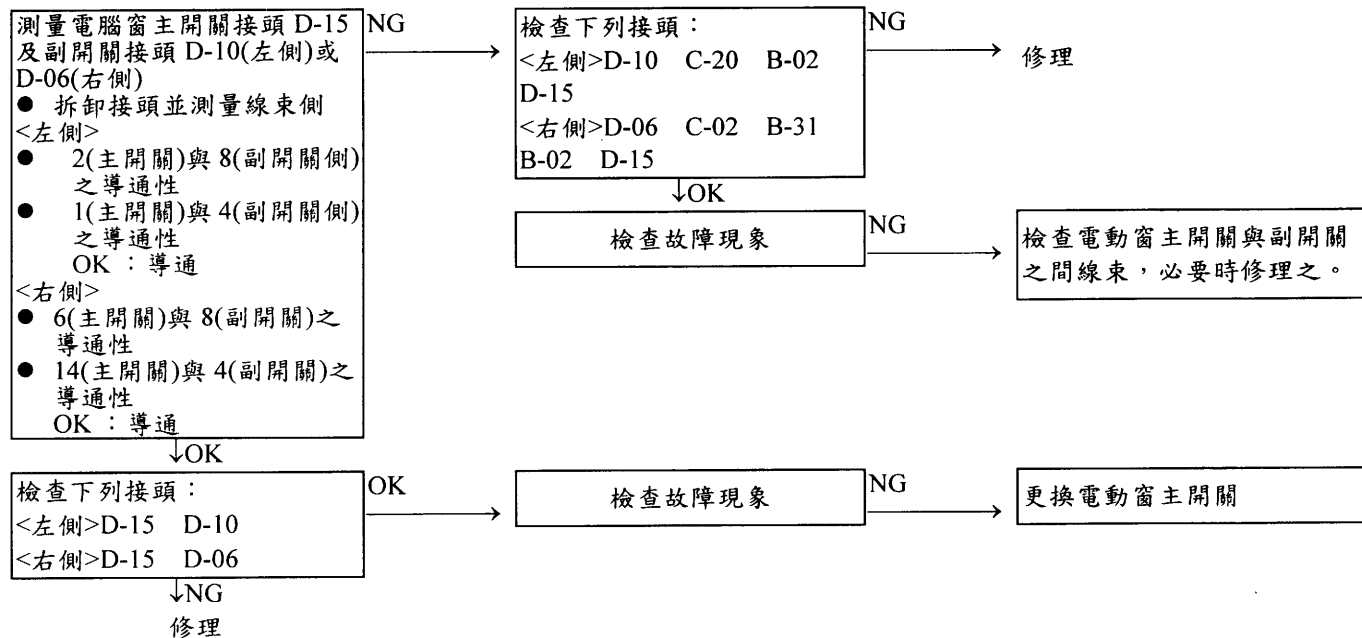 測量電腦窗主開關接頭 D-15
及副開關接頭 D-10(左側)或
D-06(右側)
● 拆卸接頭並測量線束側
<左側>
● 2(主開關)與 8(副開關側)
之導通性
● 1(主開關)與 4(副開關側)
之導通性
OK :導通
<右側>
● 6(主開關)與 8(副開關)之
導通性
● 14(主開關)與 4(副開關)之
導通性
OK :導通
NG
檢查下列接頭:
<左側>D-10 C-20 B-02
D-15
<右側>D-06 C-02 B-31
B-02 D-15
NG
修理
↓OK
檢查故障現象
NG
檢查電動窗主開關與副開關
之間線束,必要時修理之。
↓OK
檢查下列接頭:
<左側>D-15 D-10
<右側>D-15 D-06
OK
檢查故障現象
NG
更換電動窗主開關
↓NG
修理